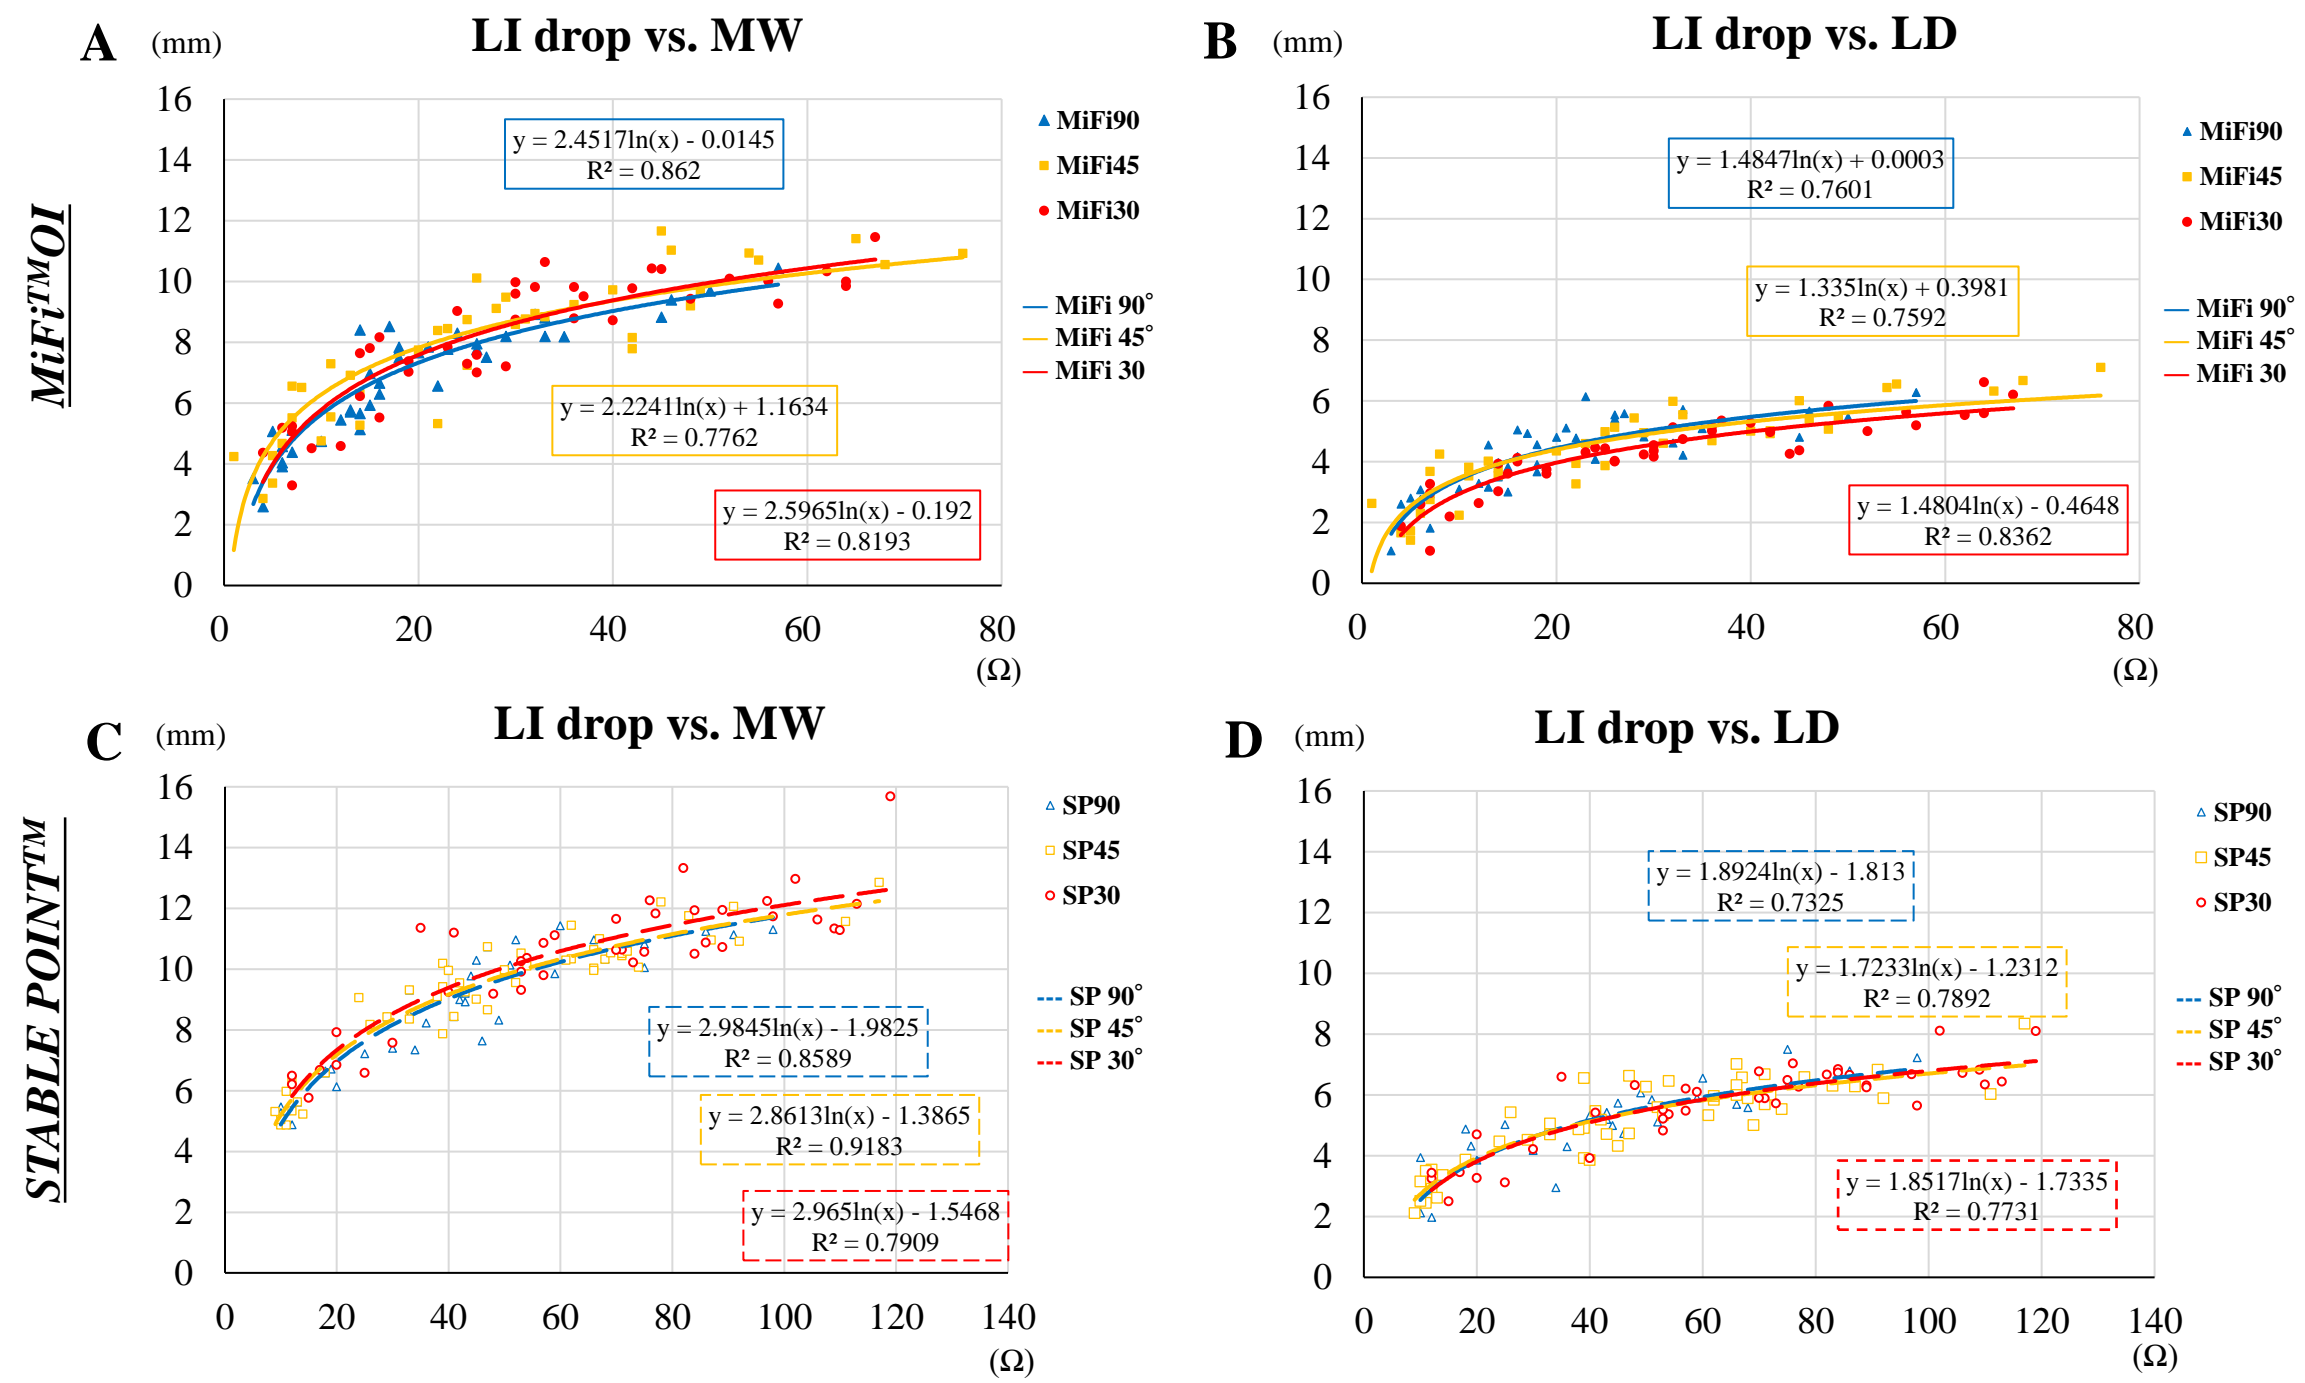 A
(mm)
LI drop vs. MW
MiFi™OI
16
14
12
10
8
6
4
2
0
0 20 40 60 80
(Ω)
y = 2.4517ln(x) - 0.0145
R² = 0.862
y = 2.2241ln(x) + 1.1634
R² = 0.7762
y = 2.5965ln(x) - 0.192
R² = 0.8193
MiFi90
MiFi45
MiFi30
MiFi 90°
MiFi 45°
MiFi 30
B
(mm)
LI drop vs. LD
16
14
12
10
8
6
4
2
0
0 20 40 60 80
(Ω)
y = 1.4847ln(x) + 0.0003
R² = 0.7601
y = 1.335ln(x) + 0.3981
R² = 0.7592
y = 1.4804ln(x) - 0.4648
R² = 0.8362
MiFi90
MiFi45
MiFi30
MiFi 90°
MiFi 45°
MiFi 30
C
(mm)
LI drop vs. MW
STABLE POINT™
16
14
12
10
8
6
4
2
0
0 20 40 60 80 100 120 140
(Ω)
y = 2.9845ln(x) - 1.9825
R² = 0.8589
y = 2.8613ln(x) - 1.3865
R² = 0.9183
y = 2.965ln(x) - 1.5468
R² = 0.7909
SP90
SP45
SP30
SP 90°
SP 45°
SP 30°
D
(mm)
LI drop vs. LD
16
14
12
10
8
6
4
2
0
0 20 40 60 80 100 120 140
(Ω)
y = 1.8924ln(x) - 1.813
R² = 0.7325
y = 1.7233ln(x) - 1.2312
R² = 0.7892
y = 1.8517ln(x) - 1.7335
R² = 0.7731
SP90
SP45
SP30
SP 90°
SP 45°
SP 30°